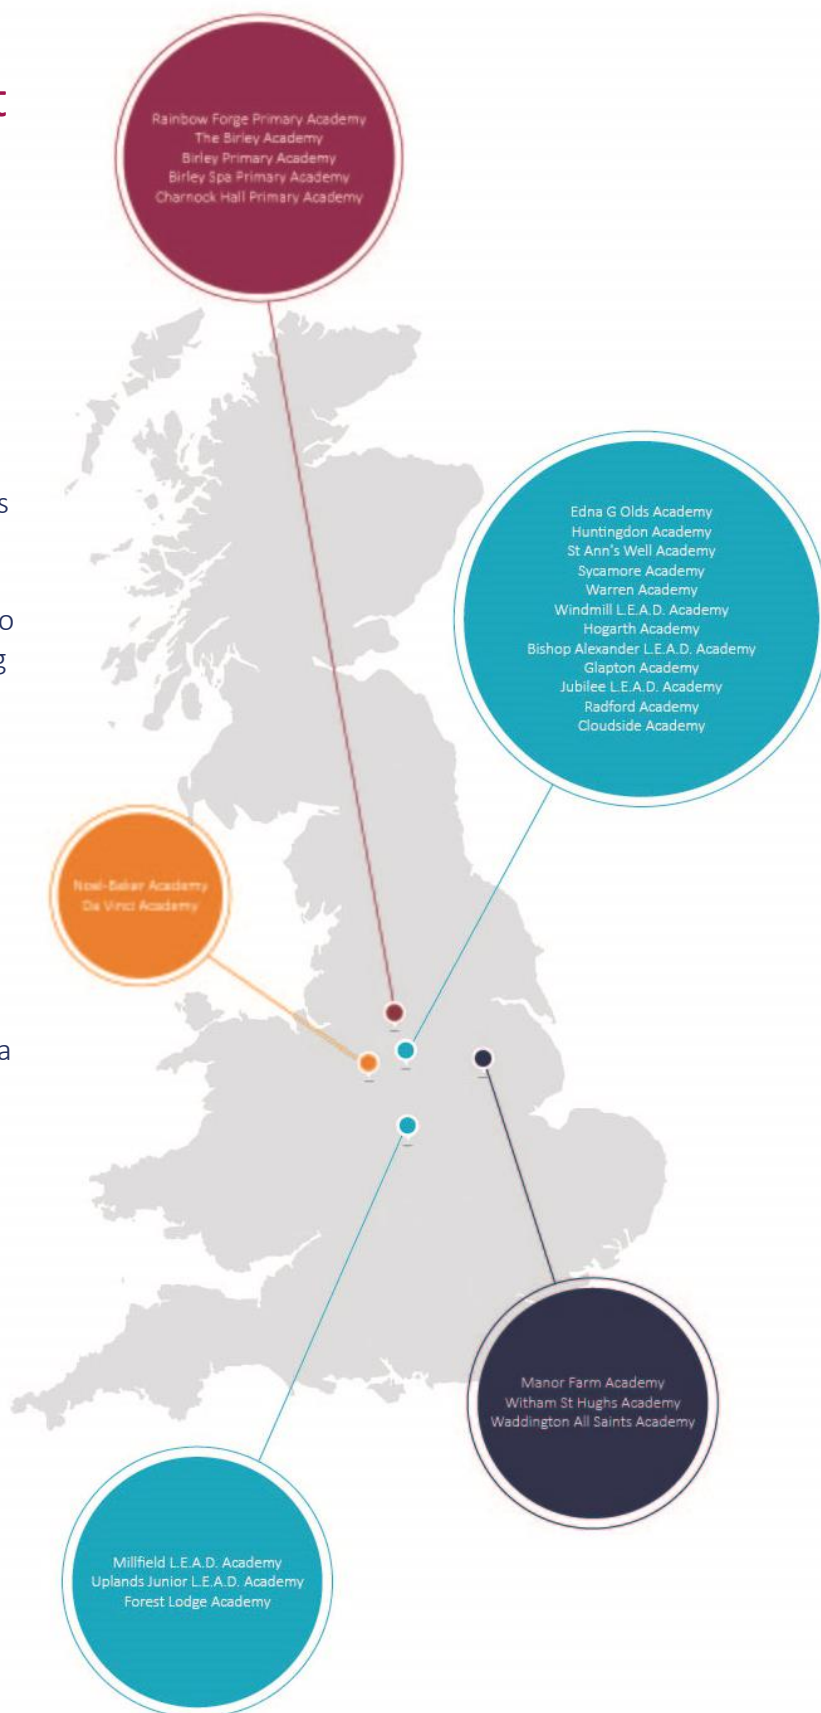 t
Rainbow Forge Primary Academy
The Birley Academy
Birley Primary Academy
Birley Spa Primary Academy
Charnock Hall Primary Academy
s
o
g
Edna G Olds Academy
Huntingdon Academy
St Ann's Well Academy
Sycamore Academy
Warren Academy
Windmill L.E.A.D. Academy
Hogarth Academy
Bishop Alexander L.E.A.D. Academy
Glapton Academy
Jubilee L.E.A.D. Academy
Radford Academy
Cloudside Academy
Noel-Baker Academy
Da Vinci Academy
a
Manor Farm Academy
Witham St Hughs Academy
Waddington All Saints Academy
Millfield L.E.A.D. Academy
Uplands Junior L.E.A.D. Academy
Forest Lodge Academy